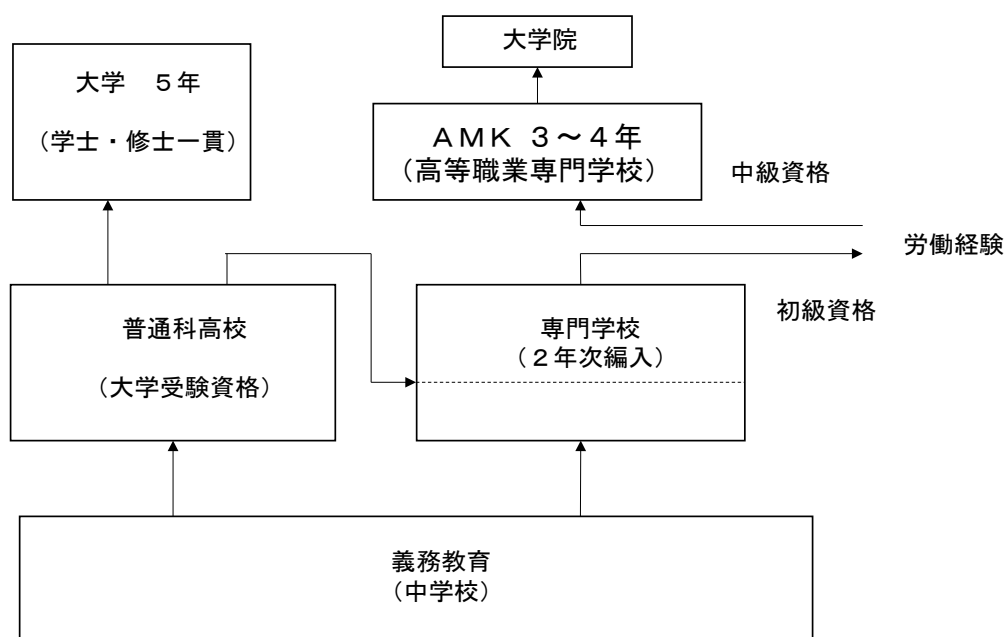 大学院
大学　５年
（学士・修士一貫）
ＡＭＫ ３～４年
（高等職業専門学校）
中級資格
労働経験
初級資格
普通科高校
（大学受験資格）
専門学校
（２年次編入）
義務教育
（中学校）